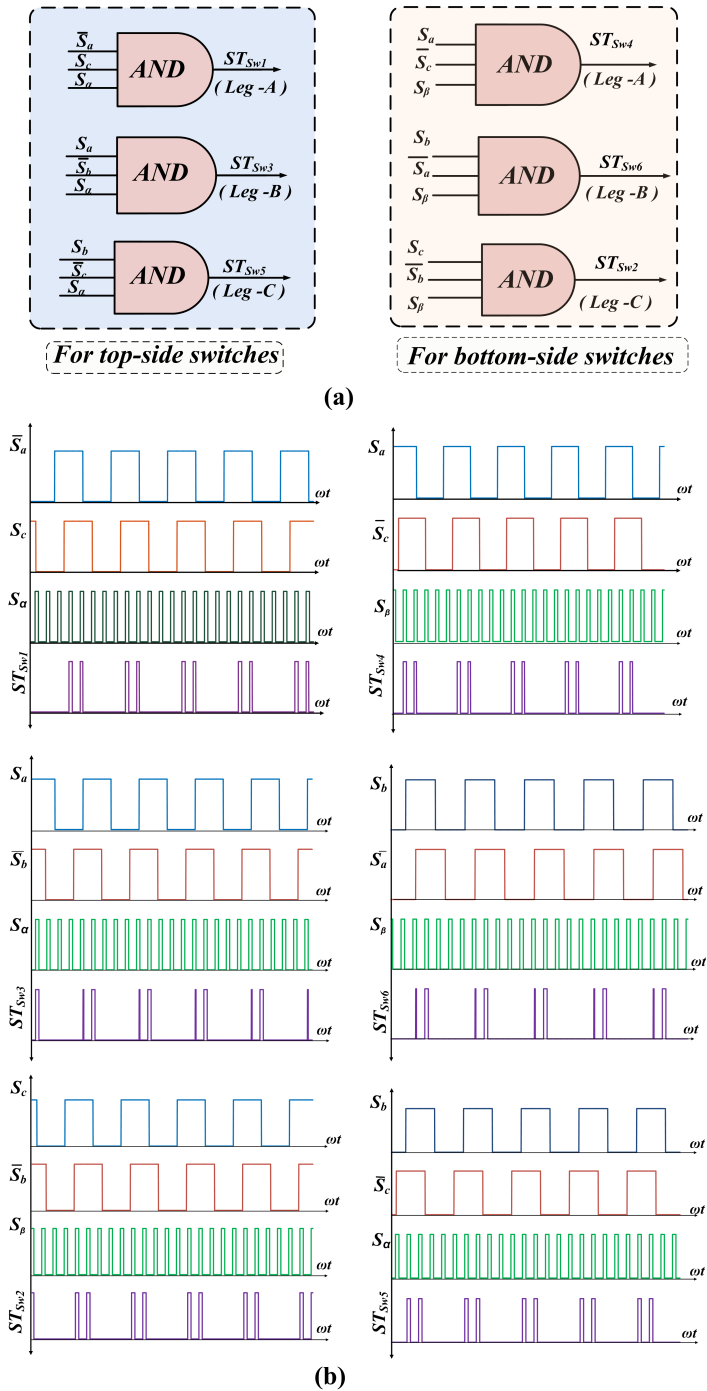 S̅a
Sc
Sα
AND
STSw1
( Leg -A )
Sa
S̅b
Sα
AND
STSw3
( Leg -B )
Sb
S̅c
Sα
AND
STSw5
(Leg -C )
For top-side switches
Sa
S̅c
Sβ
AND
STSw4
( Leg -A )
Sb
S̅a
Sβ
AND
STSw6
( Leg -B )
Sc
S̅b
Sβ
AND
STSw2
(Leg -C )
For bottom-side switches
(a)
S̅a
ωt
Sc
ωt
Sα
ωt
STSw1
ωt
Sa
ωt
S̅c
ωt
Sβ
ωt
STSw4
ωt
Sa
ωt
S̅b
ωt
Sα
ωt
STSw3
ωt
Sb
ωt
S̅a
ωt
Sβ
ωt
STSw6
ωt
Sc
ωt
S̅b
ωt
Sβ
ωt
STSw2
ωt
Sb
ωt
S̅c
ωt
Sα
ωt
STSw5
ωt
(b)